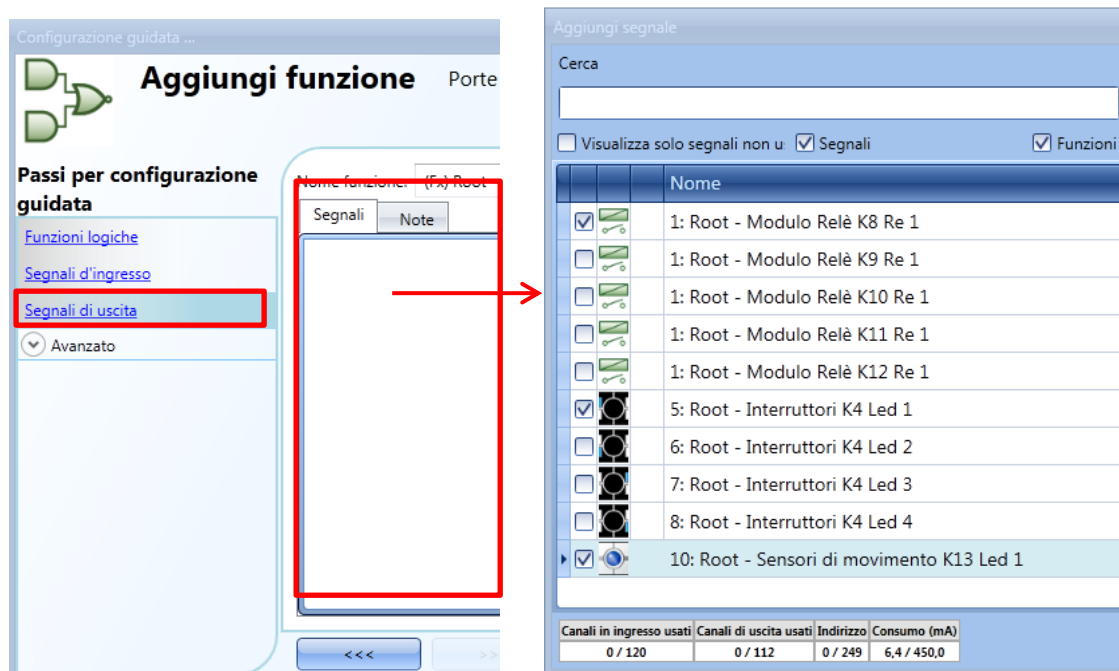 Configurazione guidata ...
Aggiungi funzione Porte
Passi per configurazione
guidata
Funzioni logiche
Segnali d'ingresso
Segnali di uscita
Avanzato
Nome funzione: (Fx) Root
Segnali Note
<<<
>>
Aggiungi segnale
Cerca
Visualizza solo segnali non u Segnali Funzioni
Nome
1: Root - Modulo Relè K8 Re 1
1: Root - Modulo Relè K9 Re 1
1: Root - Modulo Relè K10 Re 1
1: Root - Modulo Relè K11 Re 1
1: Root - Modulo Relè K12 Re 1
5: Root - Interruttori K4 Led 1
6: Root - Interruttori K4 Led 2
7: Root - Interruttori K4 Led 3
8: Root - Interruttori K4 Led 4
10: Root - Sensori di movimento K13 Led 1
Canali in ingresso usati Canali di uscita usati Indirizzo Consumo (mA)
0 / 120 0 / 112 0 / 249 6,4 / 450,0